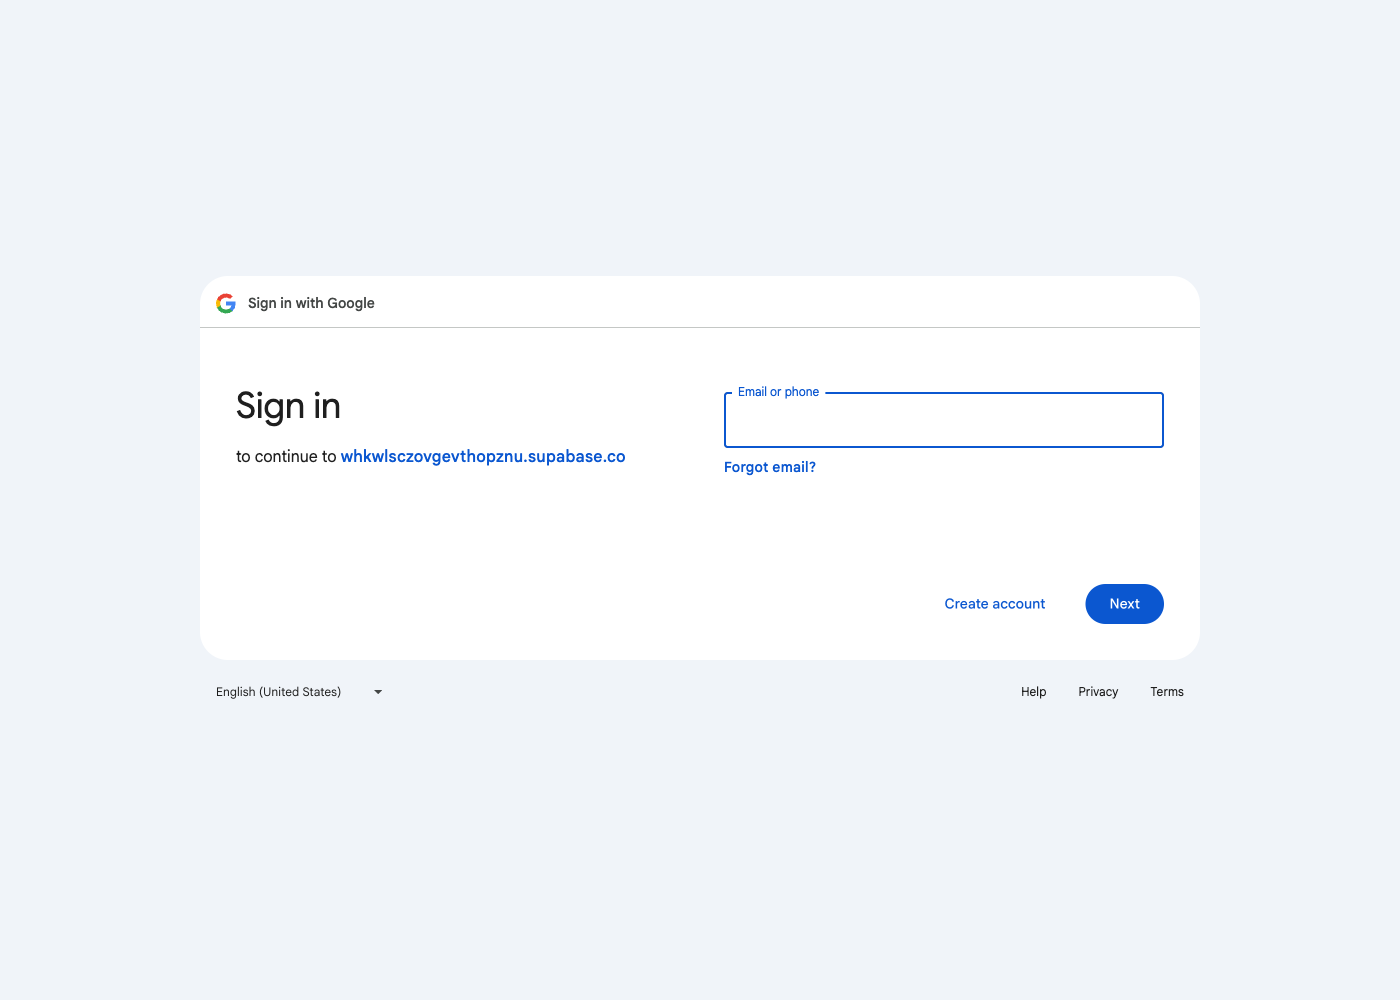 Sign in with Google
Sign in
to continue to whkwlsczovgevthopznu.supabase.co
Email or phone
Forgot email?
Create account
Next
English (United States)
Help
Privacy
Terms